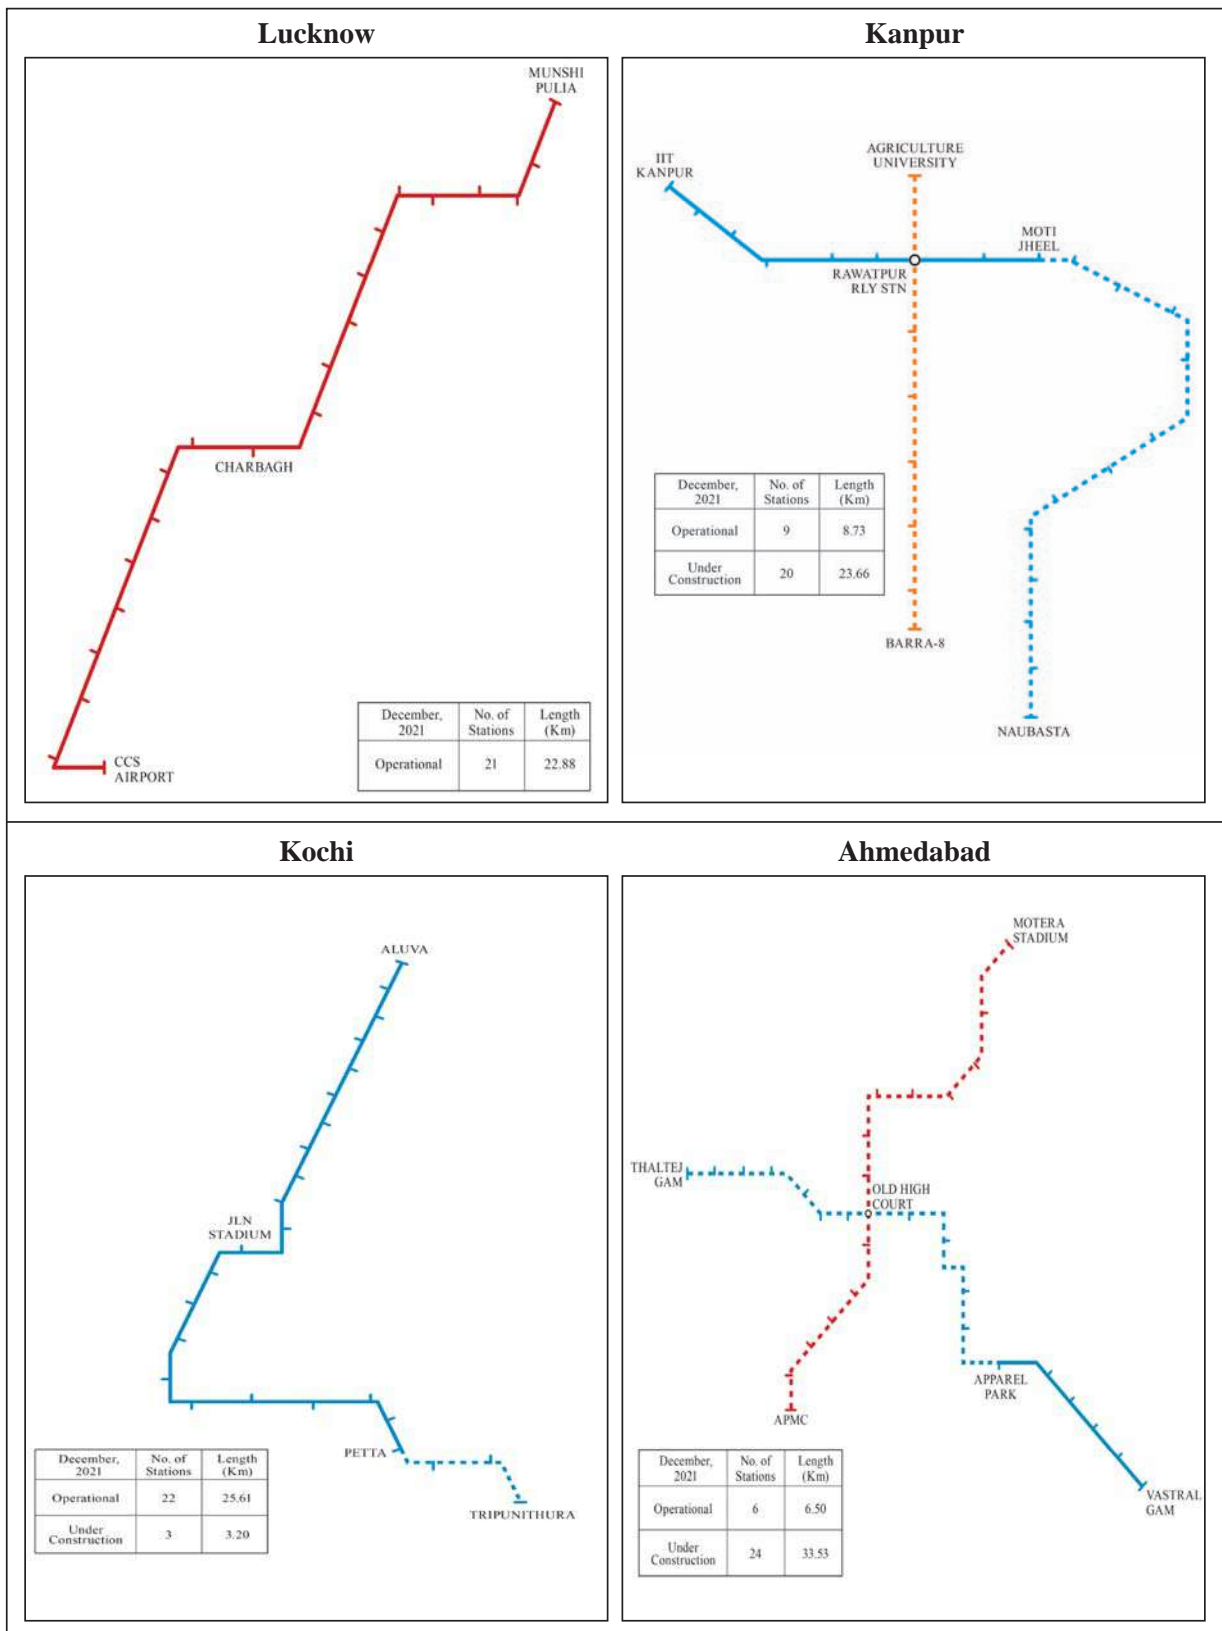 Lucknow
MUNSHI
PULIA
CHARBAGH
CCS
AIRPORT
December, 2021 No. of Stations Length (Km)
Operational 21 22.88
Kanpur
AGRICULTURE
UNIVERSITY
IIT
KANPUR
MOTI
JHEEL
RAWATPUR
RLY STN
December, 2021 No. of Stations Length (Km)
Operational 9 8.73
Under Construction 20 23.66
BARRA-8
NAUBASTA
Kochi
ALUVA
JLN
STADIUM
PETTA
TRIPUNITHURA
December, 2021 No. of Stations Length (Km)
Operational 22 25.61
Under Construction 3 3.20
Ahmedabad
MOTERA
STADIUM
THALTEJ
GAM
OLD HIGH
COURT
APPAREL
PARK
APMC
VASTRAL
GAM
December, 2021 No. of Stations Length (Km)
Operational 6 6.50
Under Construction 24 33.53